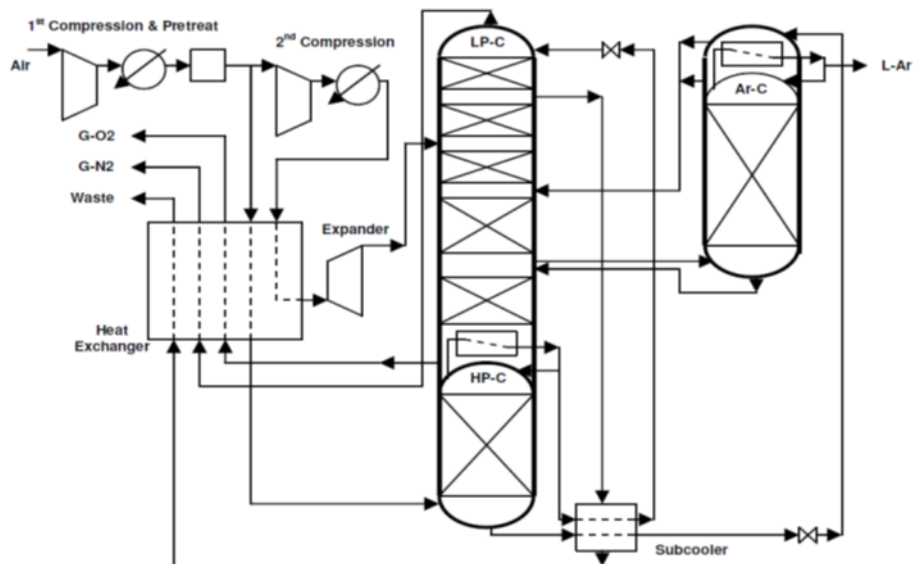 1st Compression & Pretreat
2nd Compression
Air
LP-C
Ar-C
L-Ar
G-O2
G-N2
Waste
Expander
Heat
Exchanger
HP-C
Subcooler